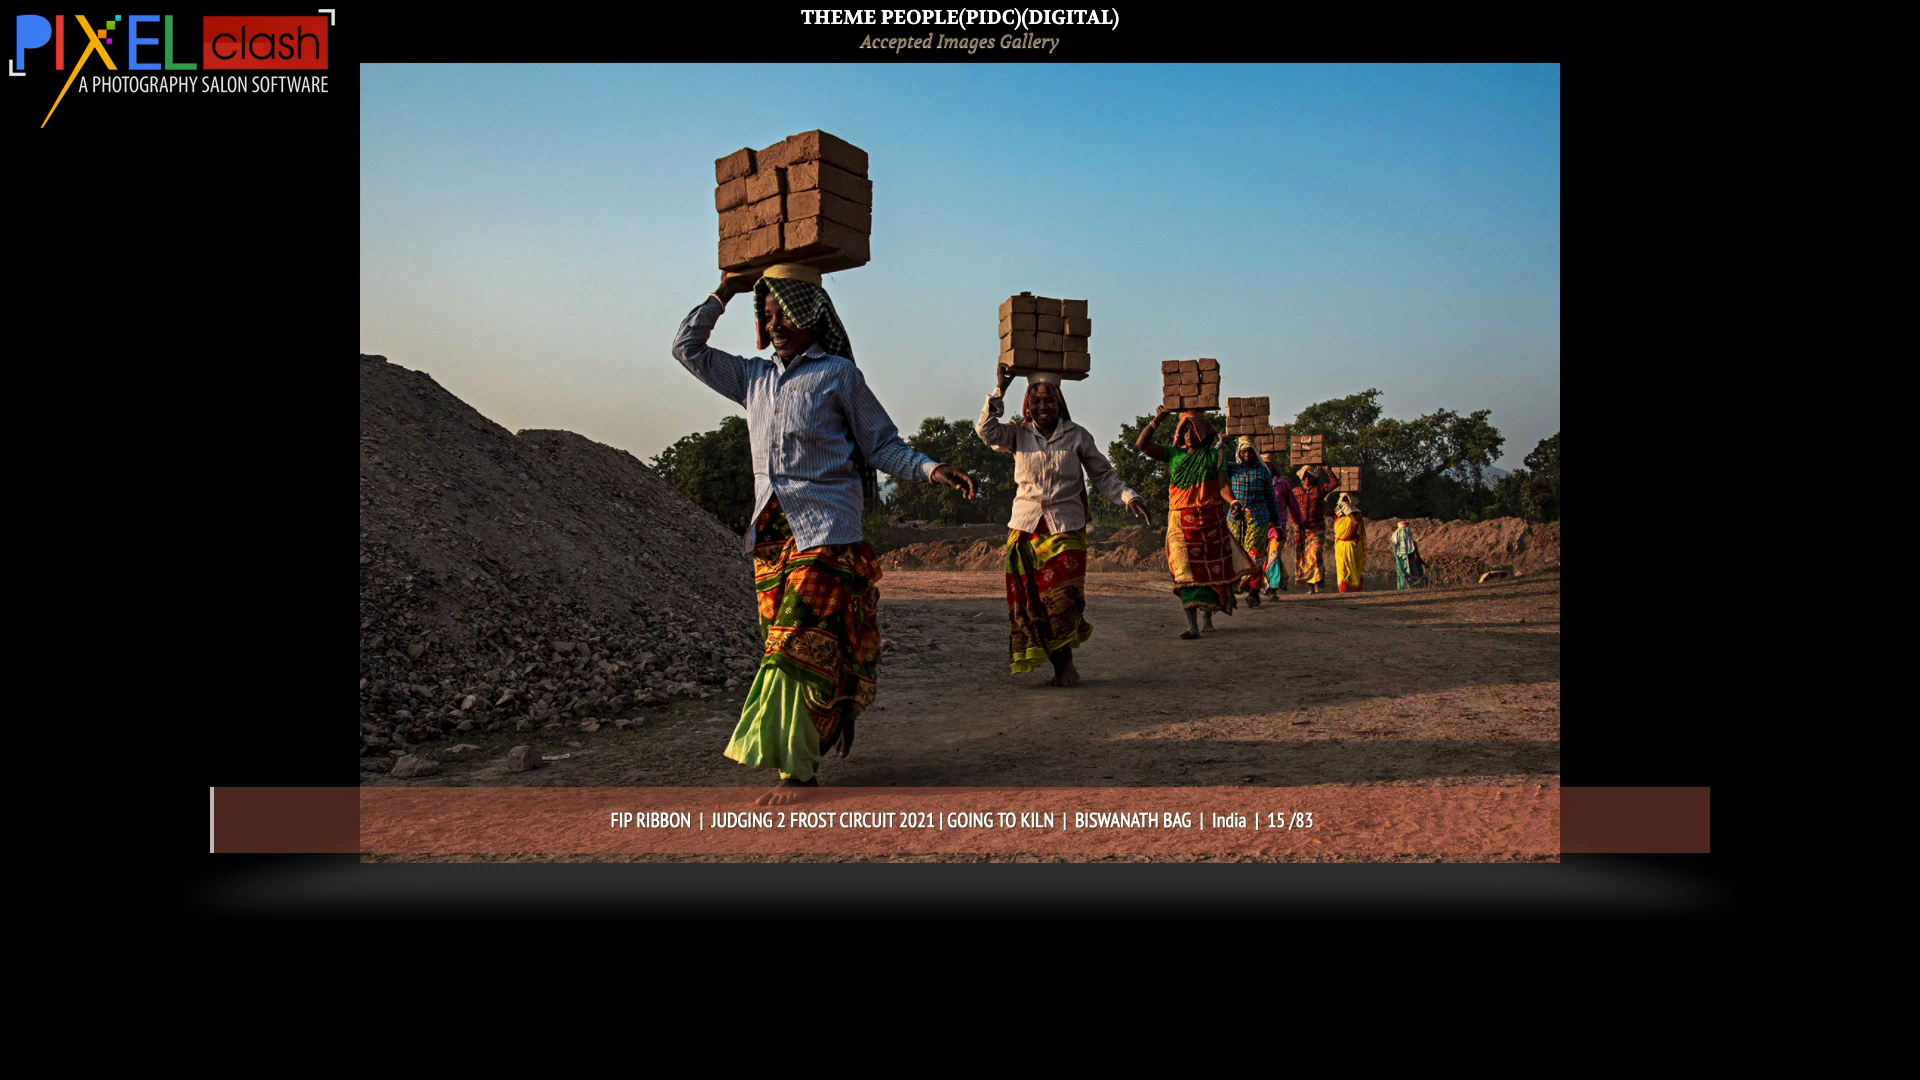 PIXEL clash
A PHOTOGRAPHY SALON SOFTWARE
THEME PEOPLE(PIDC)(DIGITAL)
Accepted Images Gallery
FIP RIBBON | JUDGING 2 FROST CIRCUIT 2021 | GOING TO KILN | BISWANATH BAG | India | 15 /83